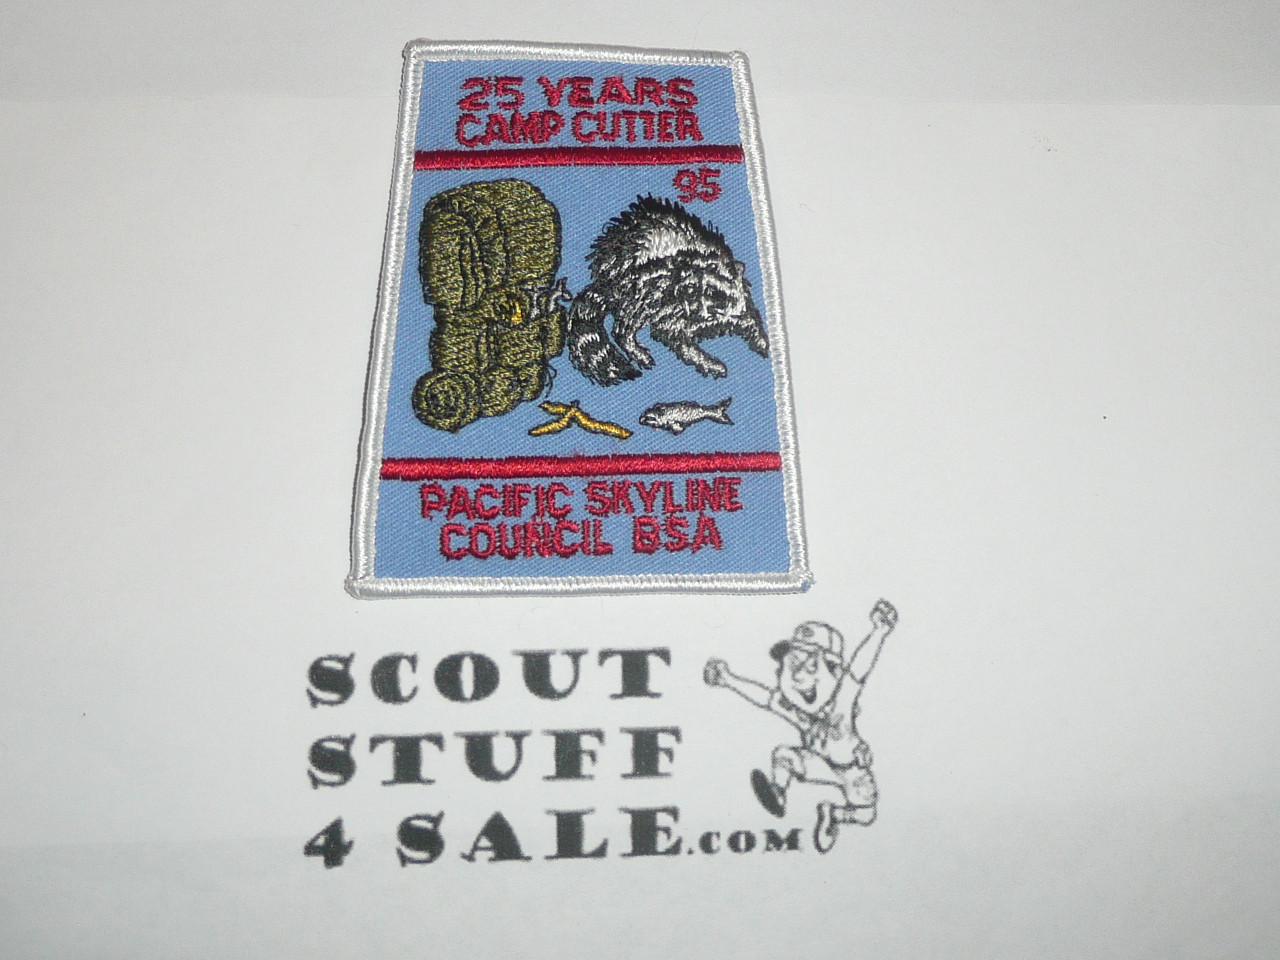 25 YEARS
CAMP CUTTER
95
PACIFIC SKYLINE
COUNCIL BSA
SCOUT
STUFF
4 SALE.COM